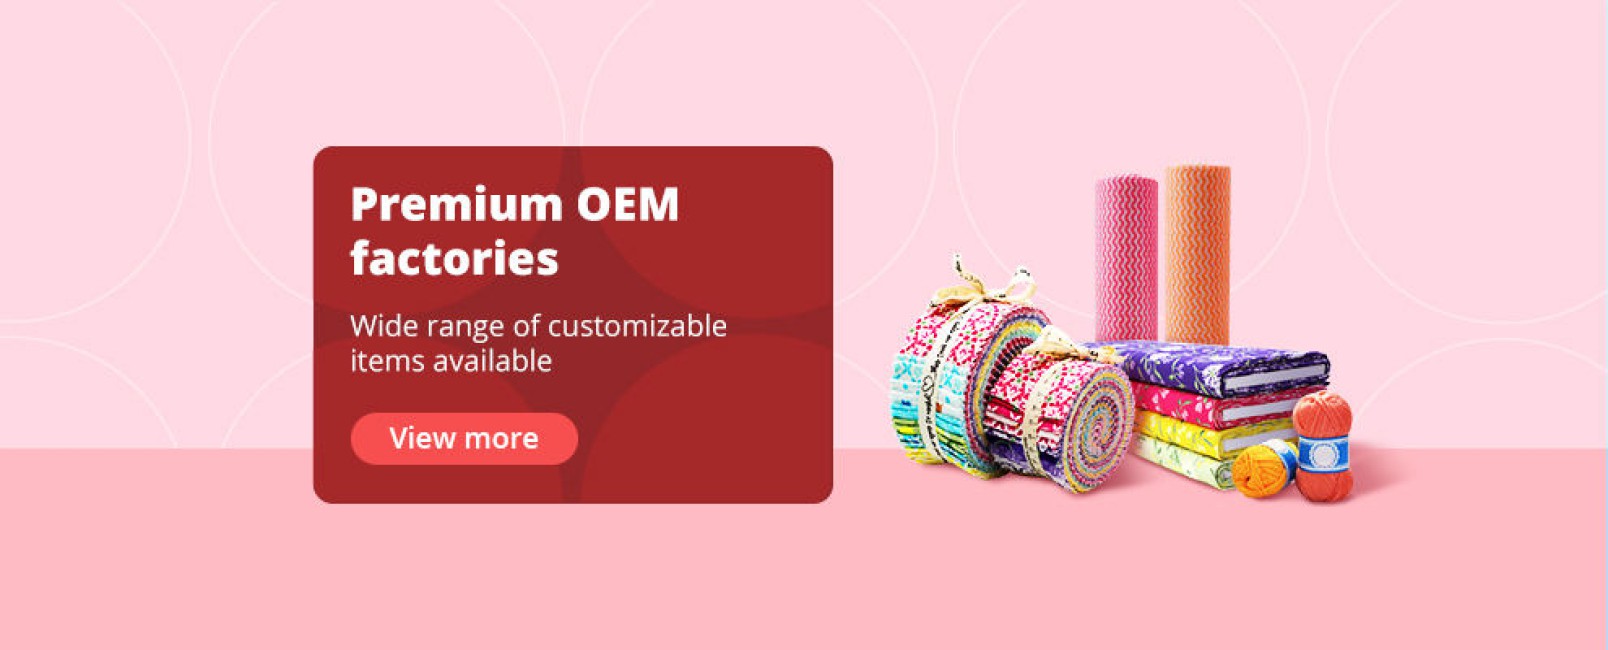 Premium OEM
factories
Wide range of customizable
items available
View more